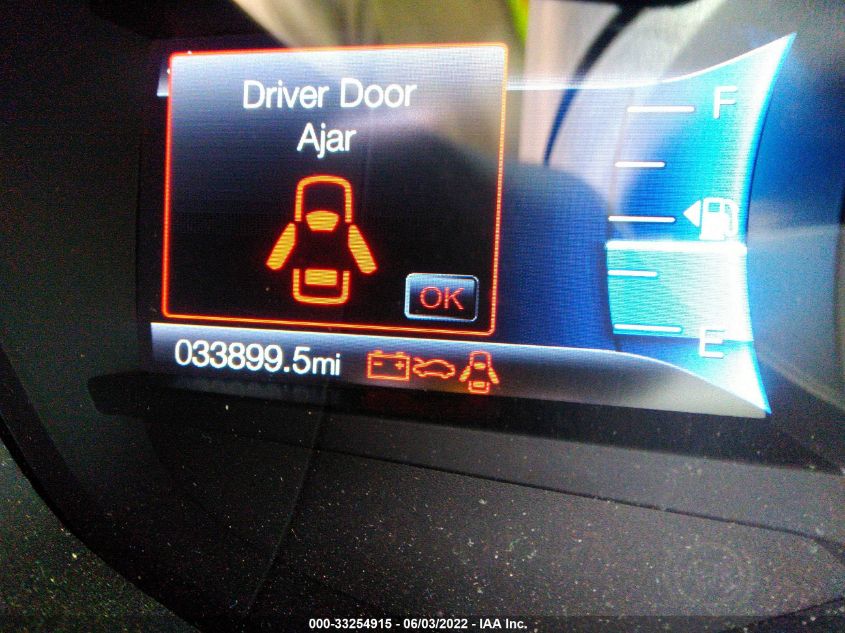 Driver Door
Ajar
OK
F
E
033899.5mi
000-33254915 - 06/03/2022 - IAA Inc.